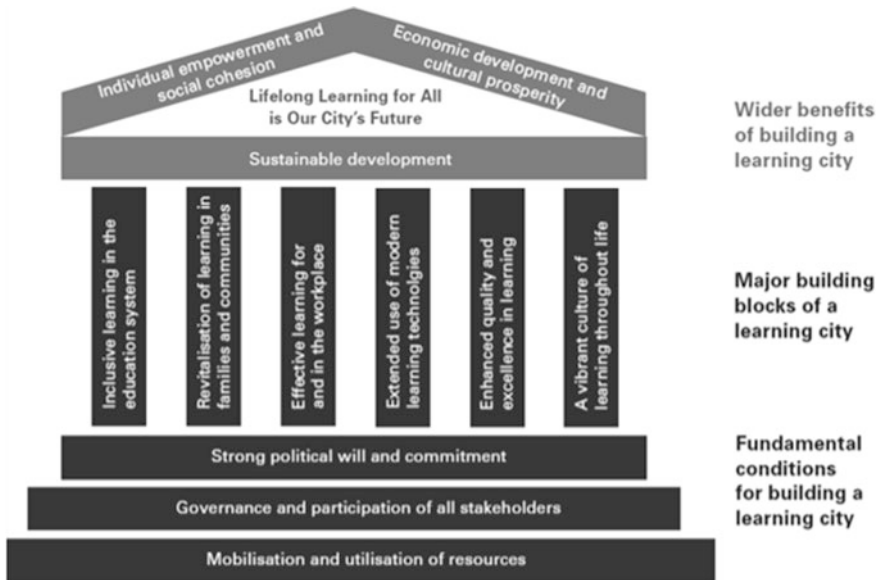 Individual empowerment and
social cohesion
Economic development and
cultural prosperity
Lifelong Learning for All
is Our City's Future
Sustainable development
Wider benefits
of building a
learning city
Inclusive learning in the
education system
Revitalisation of learning in
families and communities
Effective learning for
and in the workplace
Extended use of modern
learning technolgies
Enhanced quality and
excellence in learning
A vibrant culture of
learning throughout life
Major building
blocks of a
learning city
Strong political will and commitment
Governance and participation of all stakeholders
Mobilisation and utilisation of resources
Fundamental
conditions
for building a
learning city